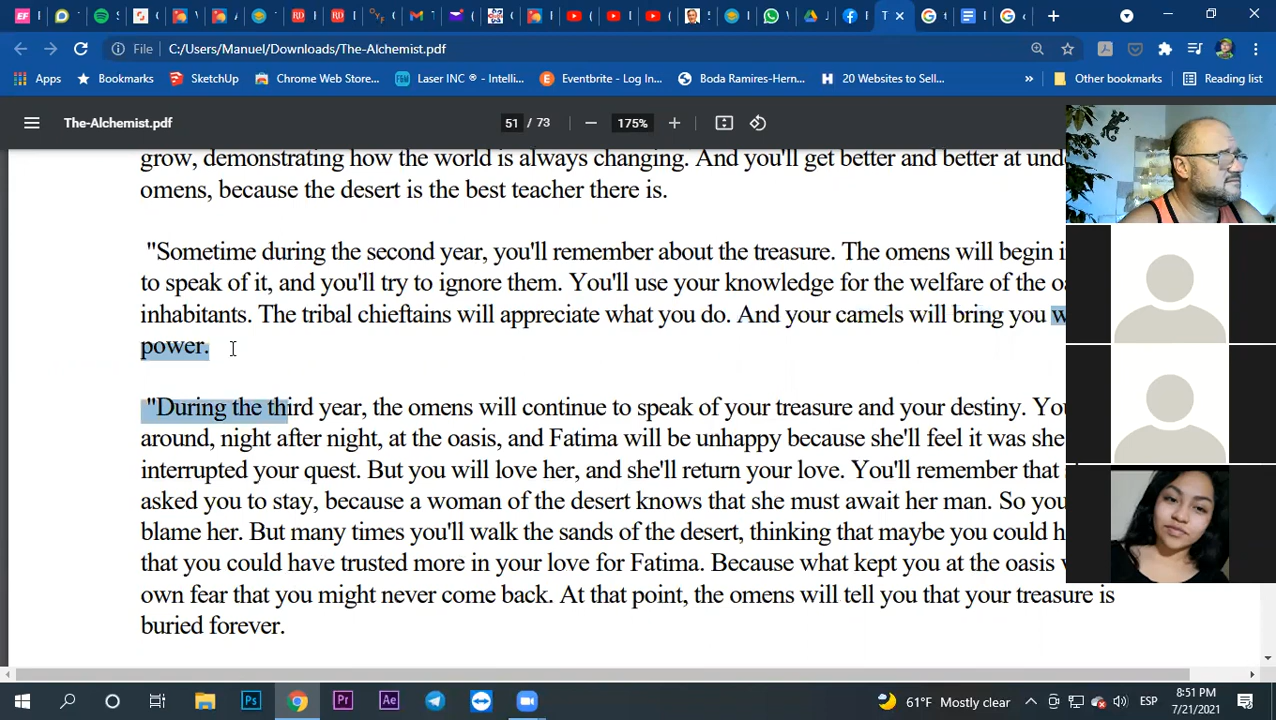 File C:/Users/Manuel/Downloads/The-Alchemist.pdf
Apps Bookmarks SketchUp Chrome Web Store... Laser INC ® - Intelli... Eventbrite - Log In... Boda Ramires-Hern... 20 Websites to Sell... » Other bookmarks Reading list
The-Alchemist.pdf 51 / 73 175%
grow, demonstrating how the world is always changing. And you'll get better and better at
omens, because the desert is the best teacher there is.
"Sometime during the second year, you'll remember about the treasure. The omens will begin
to speak of it, and you'll try to ignore them. You'll use your knowledge for the welfare of the
inhabitants. The tribal chieftains will appreciate what you do. And your camels will bring you
power.
"During the third year, the omens will continue to speak of your treasure and your destiny.
around, night after night, at the oasis, and Fatima will be unhappy because she'll feel it was she
interrupted your quest. But you will love her, and she'll return your love. You'll remember that
asked you to stay, because a woman of the desert knows that she must await her man. So
blame her. But many times you'll walk the sands of the desert, thinking that maybe you could
that you could have trusted more in your love for Fatima. Because what kept you at the oasis
own fear that you might never come back. At that point, the omens will tell you that your treasure is
buried forever.
61°F Mostly clear ESP 8:51 PM
7/21/2021